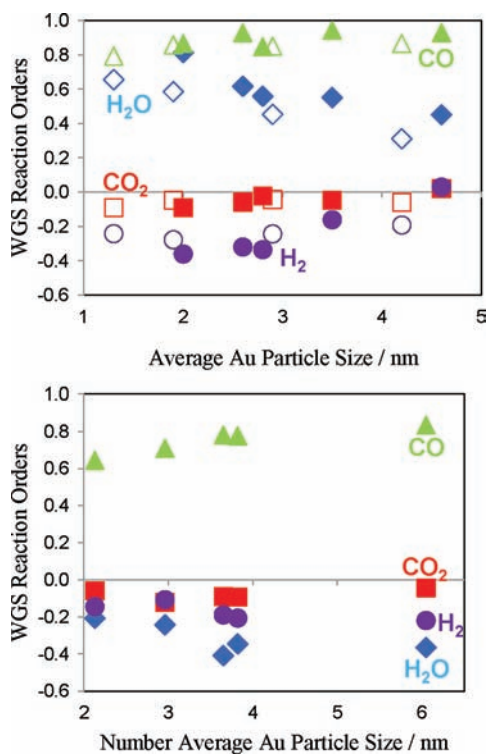 1.0
0.8
CO
0.6
H₂O
0.4
0.2
CO₂
0.0
-0.2
H₂
-0.4
-0.6
WGS Reaction Orders
1 2 3 4 5
Average Au Particle Size / nm
1.0
0.8
CO
0.6
0.4
0.2
CO₂
0.0
-0.2
H₂
-0.4
H₂O
-0.6
WGS Reaction Orders
2 3 4 5 6
Number Average Au Particle Size / nm